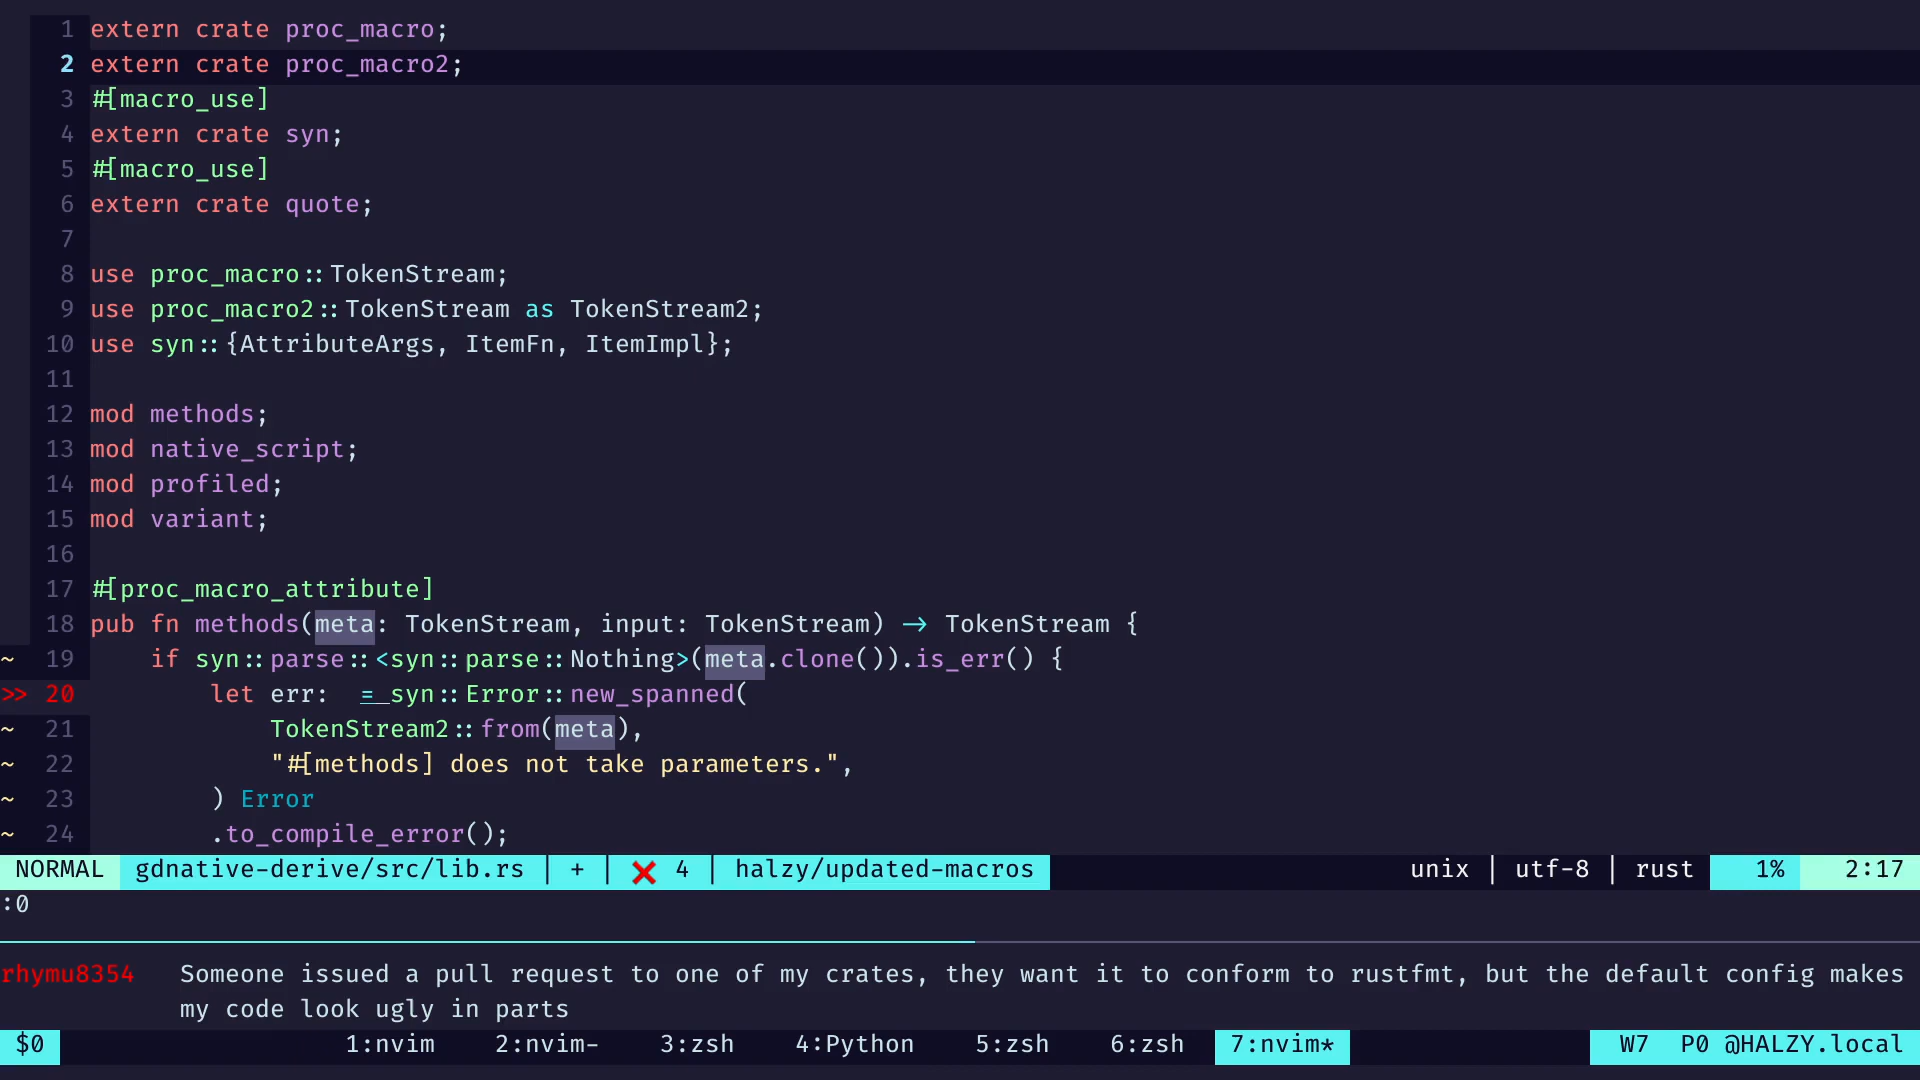 1 extern crate proc_macro;
2 extern crate proc_macro2;
3 #[macro_use]
4 extern crate syn;
5 #[macro_use]
6 extern crate quote;
7
8 use proc_macro::TokenStream;
9 use proc_macro2::TokenStream as TokenStream2;
10 use syn::{AttributeArgs, ItemFn, ItemImpl};
11
12 mod methods;
13 mod native_script;
14 mod profiled;
15 mod variant;
16
17 #[proc_macro_attribute]
18 pub fn methods(meta: TokenStream, input: TokenStream) -> TokenStream {
~ 19     if syn::parse::<syn::parse::Nothing>(meta.clone()).is_err() {
>> 20         let err:  = syn::Error::new_spanned(
~ 21             TokenStream2::from(meta),
~ 22             "#[methods] does not take parameters.",
~ 23         ) Error
~ 24         .to_compile_error();
NORMAL gdnative-derive/src/lib.rs | + | ❌ 4 | halzy/updated-macros unix | utf-8 | rust 1% 2:17
:0
rhymu8354 Someone issued a pull request to one of my crates, they want it to conform to rustfmt, but the default config makes
my code look ugly in parts
$0 1:nvim 2:nvim- 3:zsh 4:Python 5:zsh 6:zsh 7:nvim* W7 P0 @HALZY.local